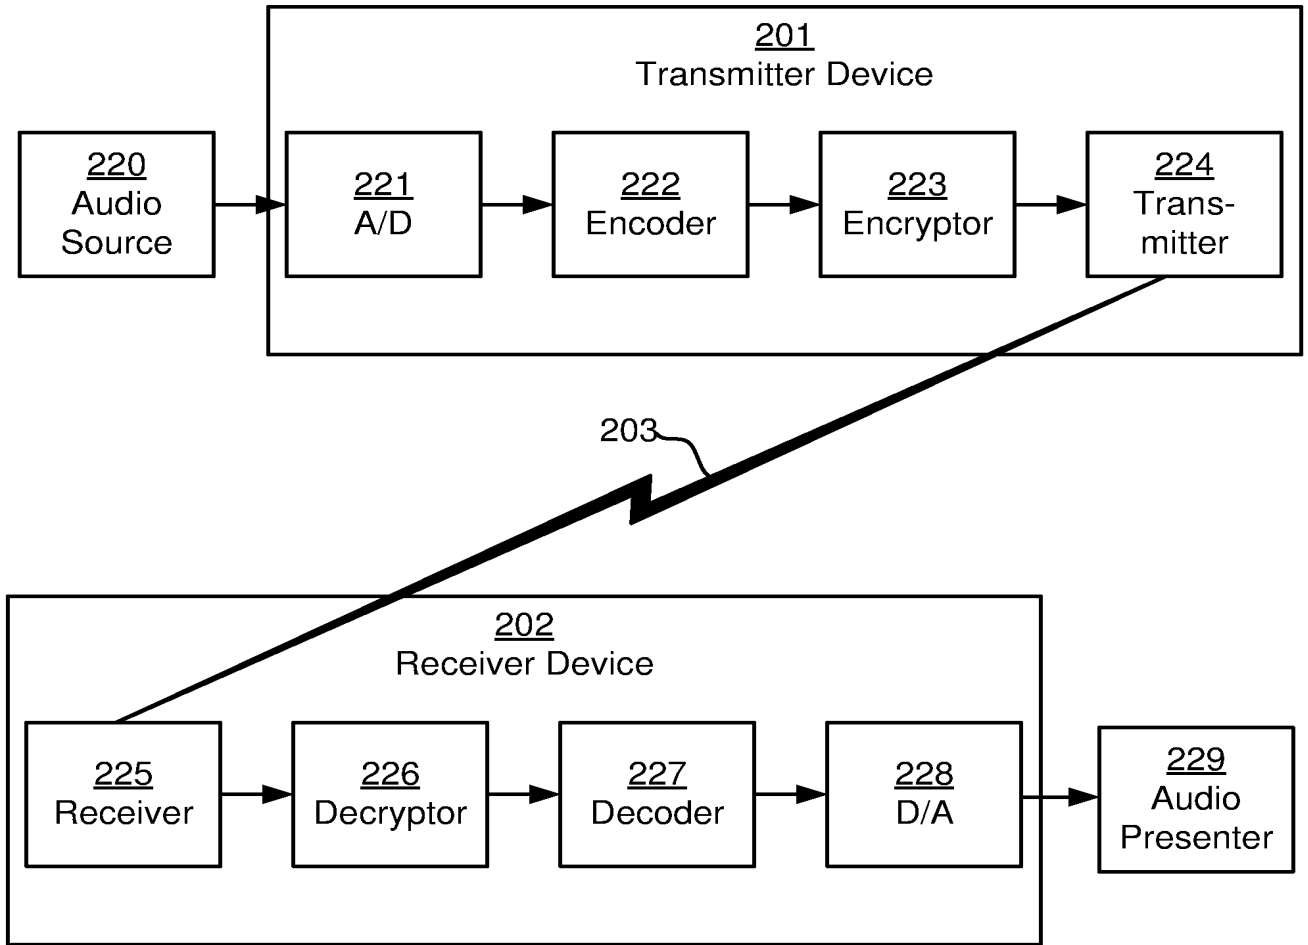 201
Transmitter Device
220
Audio
Source
221
A/D
222
Encoder
223
Encryptor
224
Trans-
mitter
203
202
Receiver Device
225
Receiver
226
Decryptor
227
Decoder
228
D/A
229
Audio
Presenter